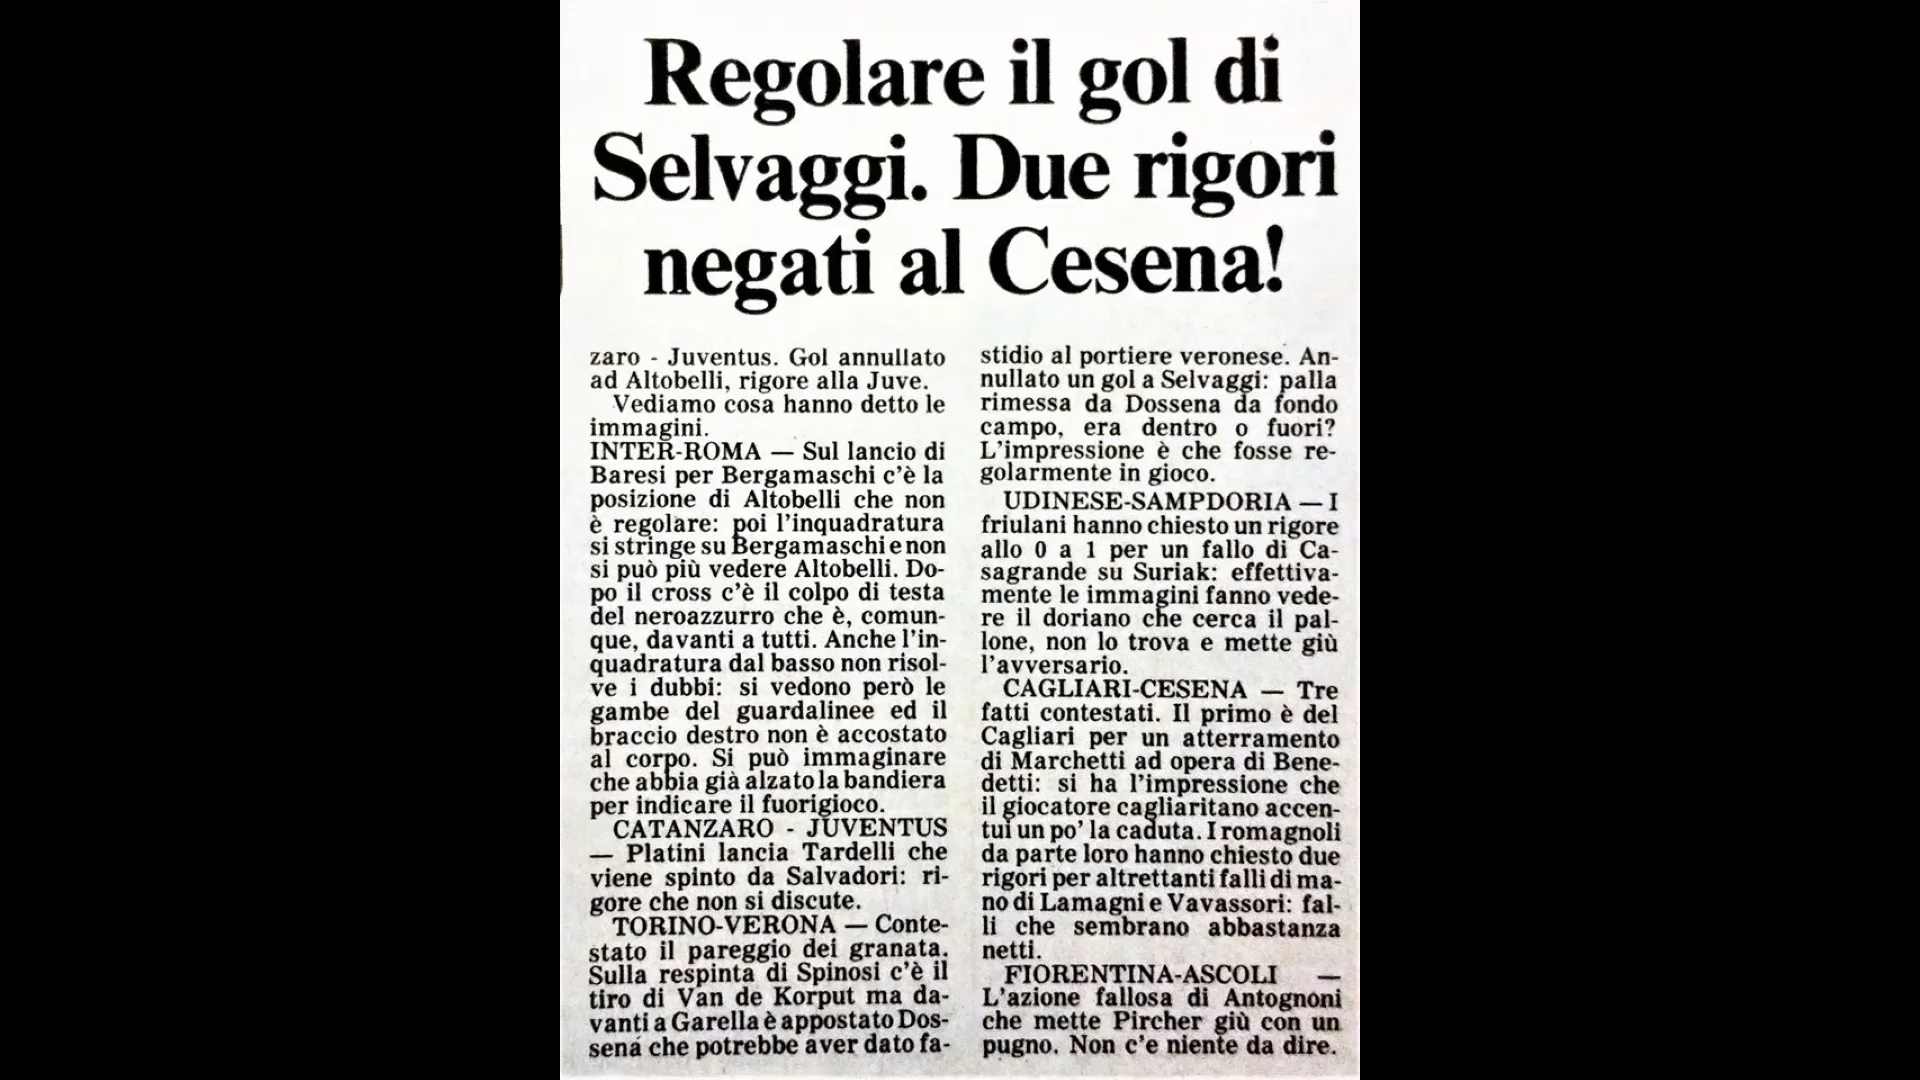 Regolare il gol di
Selvaggi. Due rigori
negati al Cesena!
zaro - Juventus. Gol annullato
ad Altobelli, rigore alla Juve.
Vediamo cosa hanno detto le
immagini.
INTER-ROMA — Sul lancio di
Baresi per Bergamaschi c'è la
posizione di Altobelli che non
è regolare: poi l'inquadratura
si stringe su Bergamaschi e non
si può più vedere Altobelli. Do-
po il cross c'è il colpo di testa
del neroazzurro che è, comun-
que, davanti a tutti. Anche l'in-
quadratura dal basso non risol-
ve i dubbi: si vedono però le
gambe del guardalinee ed il
braccio destro non è accostato
al corpo. Si può immaginare
che abbia già alzato la bandiera
per indicare il fuorigioco.
CATANZARO - JUVENTUS
— Platini lancia Tardelli che
viene spinto da Salvadori: ri-
gore che non si discute.
TORINO-VERONA — Conte-
stato il pareggio dei granata.
Sulla respinta di Spinosi c'è il
tiro di Van de Korput ma da-
vanti a Garella è appostato Dos-
sena che potrebbe aver dato fa-
stidio al portiere veronese. An-
nullato un gol a Selvaggi: palla
rimessa da Dossena da fondo
campo, era dentro o fuori?
L'impressione è che fosse re-
golarmente in gioco.
UDINESE-SAMPDORIA — I
friulani hanno chiesto un rigore
allo 0 a 1 per un fallo di Ca-
sagrande su Suriak: effettiva-
mente le immagini fanno vede-
re il doriano che cerca il pal-
lone, non lo trova e mette giù
l'avversario.
CAGLIARI-CESENA — Tre
fatti contestati. Il primo è del
Cagliari per un atterramento
di Marchetti ad opera di Bene-
detti: si ha l'impressione che
il giocatore cagliaritano accen-
tui un po' la caduta. I romagnoli
da parte loro hanno chiesto due
rigori per altrettanti falli di ma-
no di Lamagni e Vavassori: fal-
li che sembrano abbastanza
netti.
FIORENTINA-ASCOLI —
L'azione fallosa di Antognoni
che mette Pircher giù con un
pugno. Non c'e niente da dire.